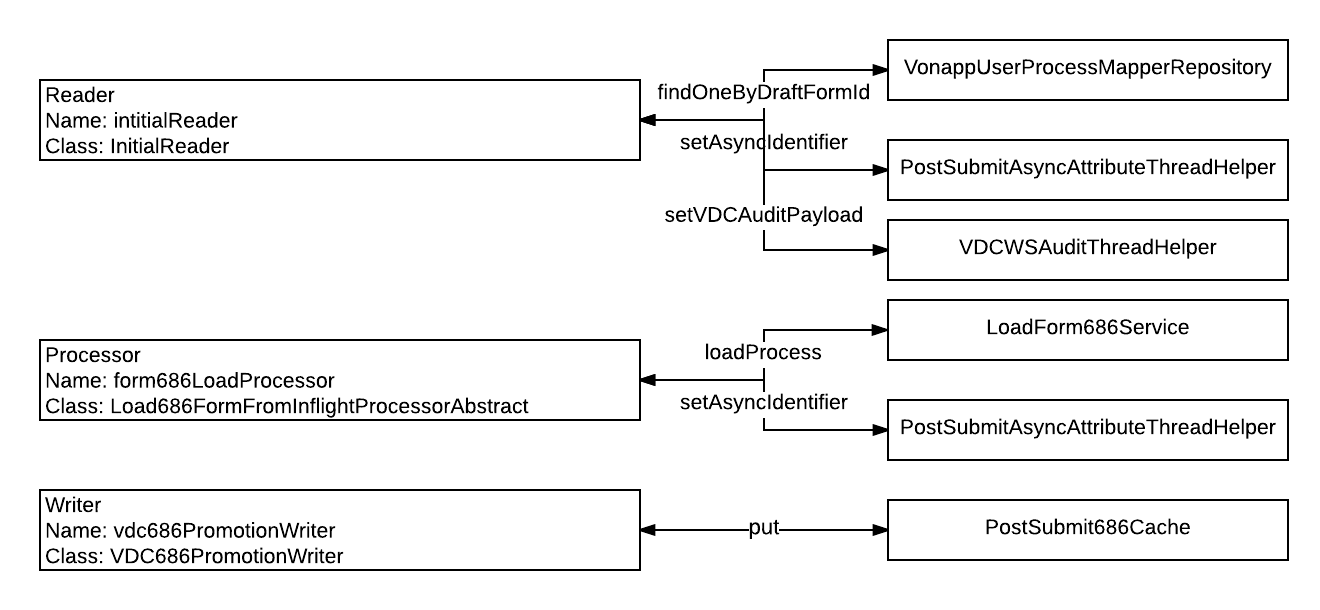 Reader
Name: intitialReader
Class: InitialReader
findOneByDraftFormId
setAsyncIdentifier
setVDCAuditPayload
VonappUserProcessMapperRepository
PostSubmitAsyncAttributeThreadHelper
VDCWSAuditThreadHelper
Processor
Name: form686LoadProcessor
Class: Load686FormFromInflightProcessorAbstract
loadProcess
setAsyncIdentifier
LoadForm686Service
PostSubmitAsyncAttributeThreadHelper
Writer
Name: vdc686PromotionWriter
Class: VDC686PromotionWriter
put
PostSubmit686Cache